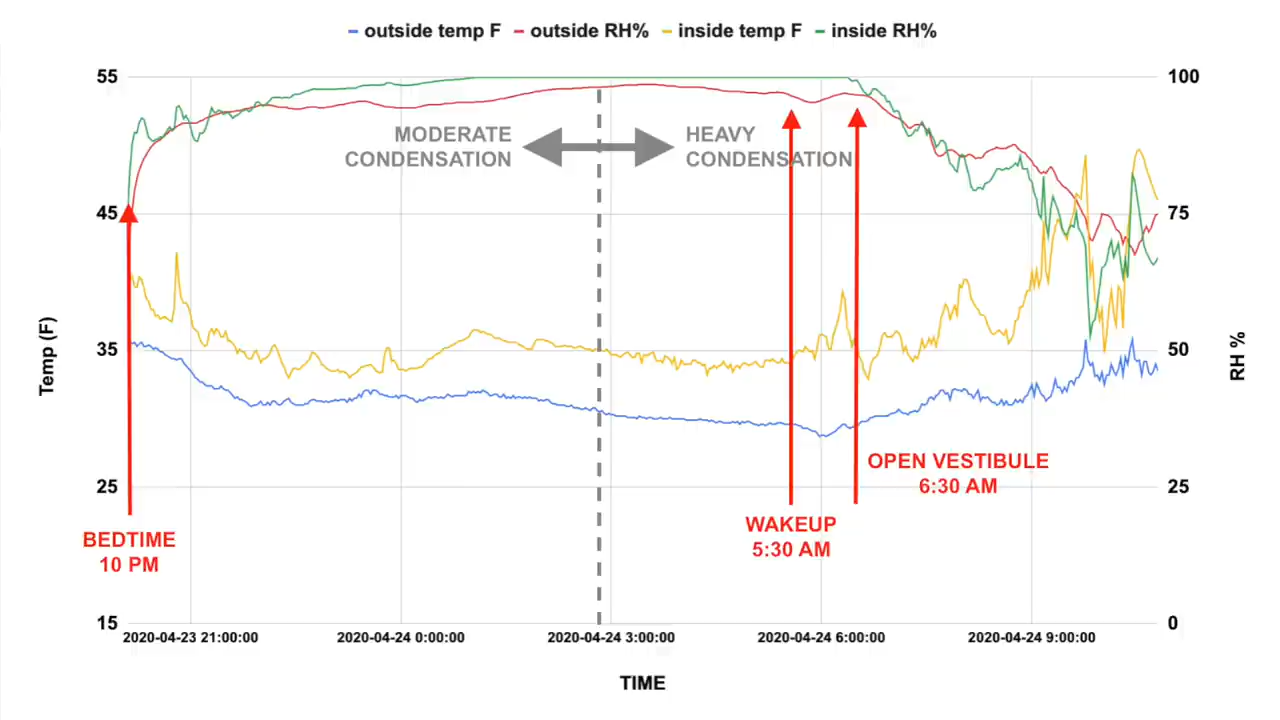 outside temp F outside RH% inside temp F inside RH%
55
100
MODERATE
CONDENSATION
HEAVY
CONDENSATION
45
75
35
50
Temp (F)
RH %
OPEN VESTIBULE
6:30 AM
25
25
WAKEUP
5:30 AM
BEDTIME
10 PM
15
0
2020-04-23 21:00:00
2020-04-24 0:00:00
2020-04-24 3:00:00
2020-04-24 6:00:00
2020-04-24 9:00:00
TIME